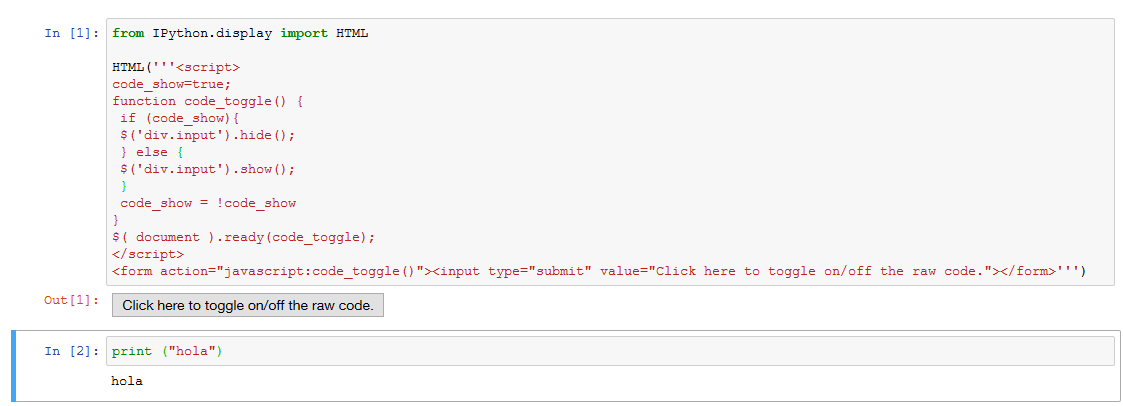 In [1]: from IPython.display import HTML

HTML('''<script>
code_show=true;
function code_toggle() {
 if (code_show){
 $('div.input').hide();
 } else {
 $('div.input').show();
 }
 code_show = !code_show
}
$( document ).ready(code_toggle);
</script>
<form action="javascript:code_toggle()"><input type="submit" value="Click here to toggle on/off the raw code."></form>''')
Out[1]: Click here to toggle on/off the raw code.
In [2]: print ("hola")
hola